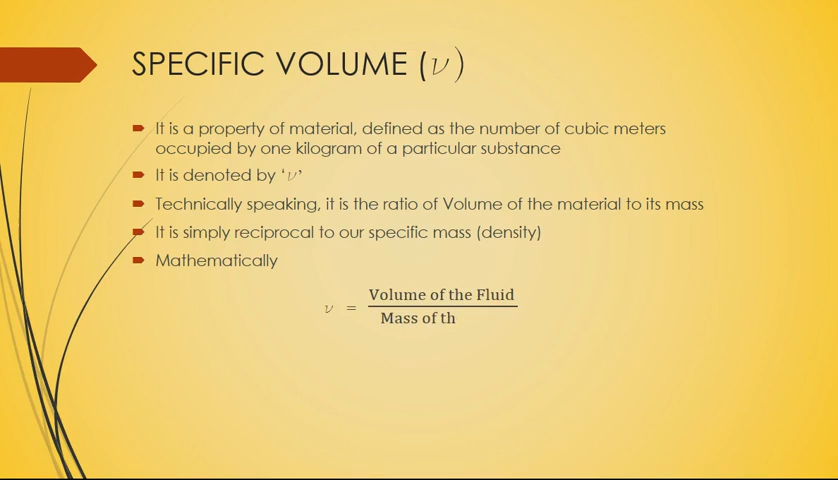 SPECIFIC VOLUME (ν)
It is a property of material, defined as the number of cubic meters
occupied by one kilogram of a particular substance
It is denoted by ‘ν’
Technically speaking, it is the ratio of Volume of the material to its mass
It is simply reciprocal to our specific mass (density)
Mathematically
Volume of the Fluid
ν =
Mass of th